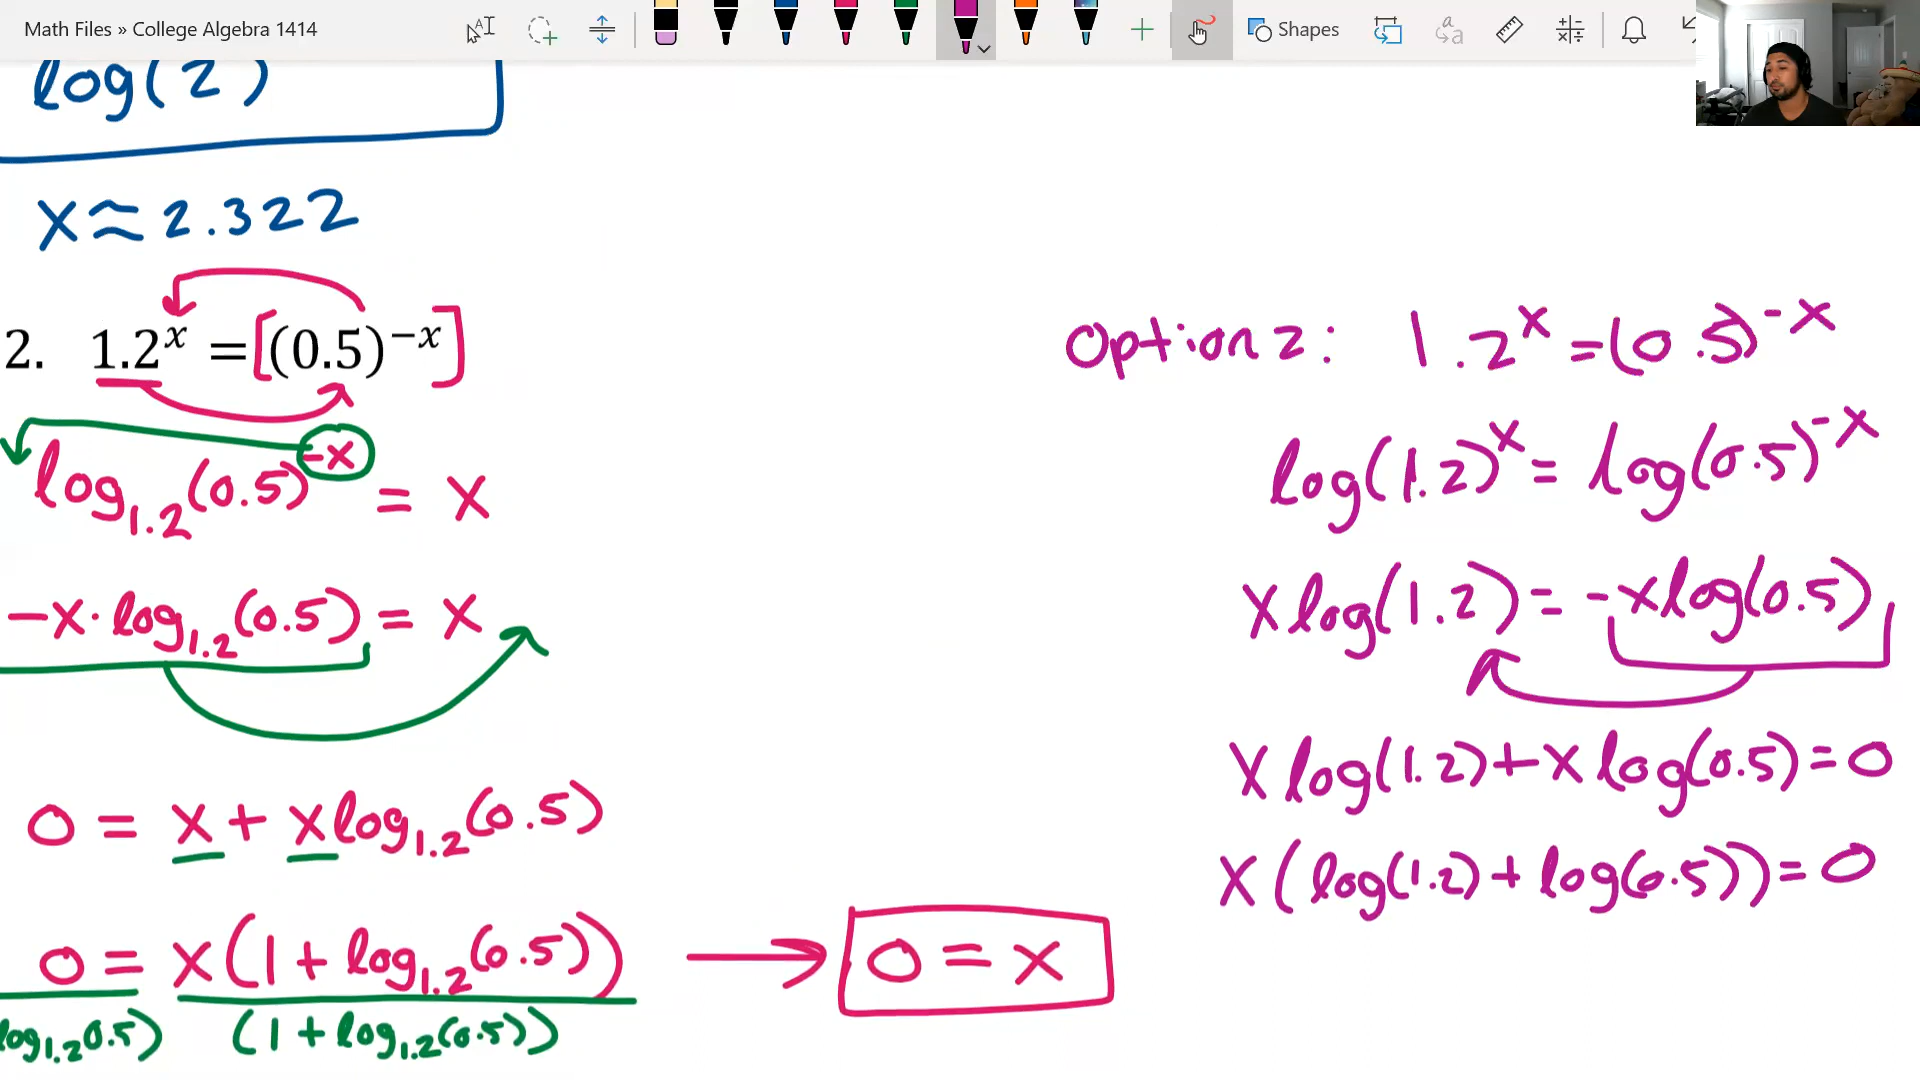 Math Files » College Algebra 1414
Shapes
log(2)
x ≈ 2.322
2. 1.2^x = [(0.5)^−x]
log_1.2(0.5)^-x = x
-x · log_1.2(0.5) = x
0 = x + x log_1.2(0.5)
0 = x(1 + log_1.2(0.5)) → 0 = x
log_1.2 0.5) (1 + log_1.2(0.5))
Option 2: 1.2^x = (0.5)^-x
log(1.2)^x = log(0.5)^-x
x log(1.2) = -x log(0.5)
x log(1.2) + x log(0.5) = 0
x(log(1.2) + log(0.5)) = 0